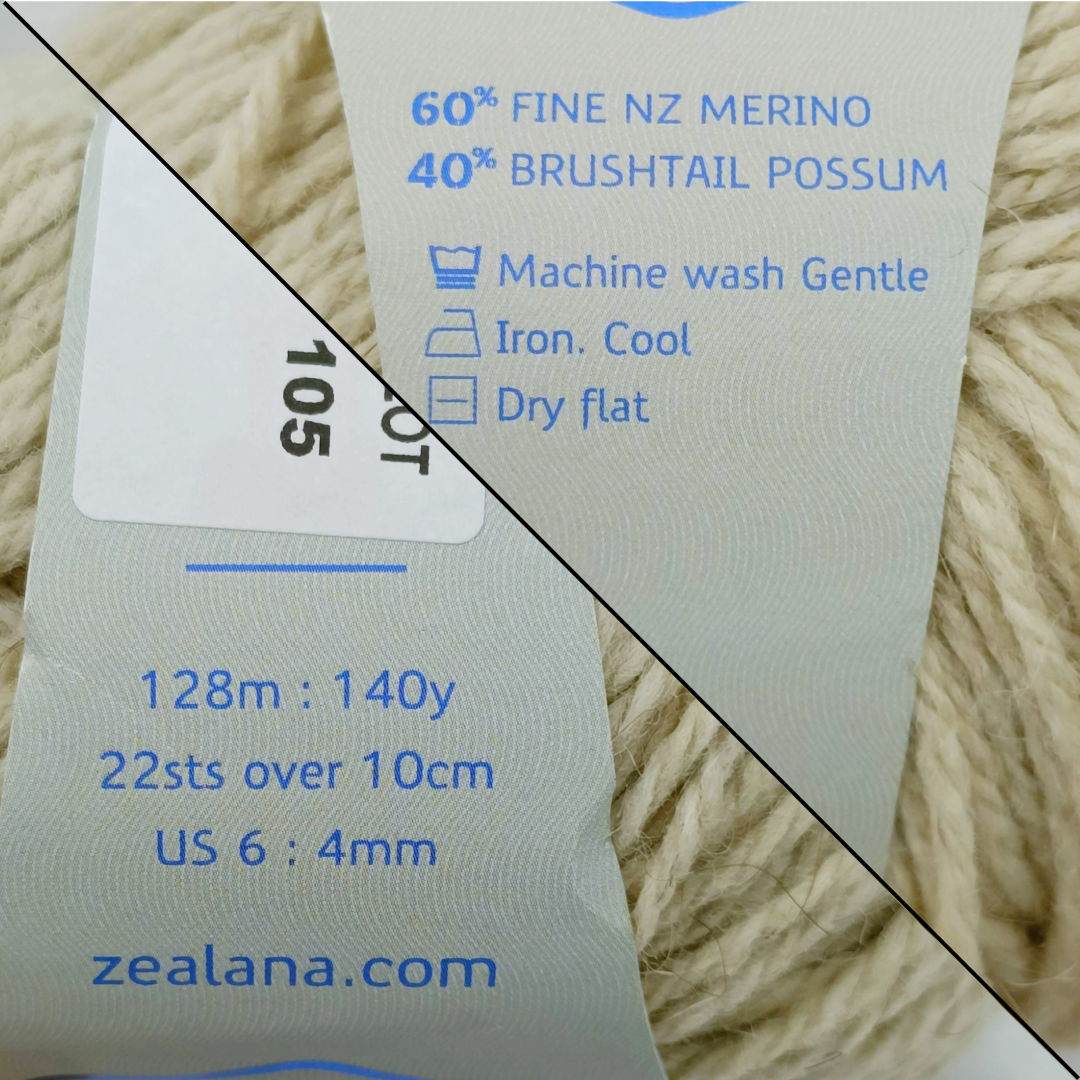 60% FINE NZ MERINO
40% BRUSHTAIL POSSUM
Machine wash Gentle
Iron. Cool
Dry flat
105
128m : 140y
22sts over 10cm
US 6 : 4mm
zealana.com